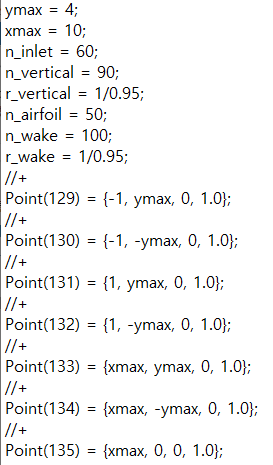 ymax = 4;
xmax = 10;
n_inlet = 60;
n_vertical = 90;
r_vertical = 1/0.95;
n_airfoil = 50;
n_wake = 100;
r_wake = 1/0.95;
//+
Point(129) = {-1, ymax, 0, 1.0};
//+
Point(130) = {-1, -ymax, 0, 1.0};
//+
Point(131) = {1, ymax, 0, 1.0};
//+
Point(132) = {1, -ymax, 0, 1.0};
//+
Point(133) = {xmax, ymax, 0, 1.0};
//+
Point(134) = {xmax, -ymax, 0, 1.0};
//+
Point(135) = {xmax, 0, 0, 1.0};